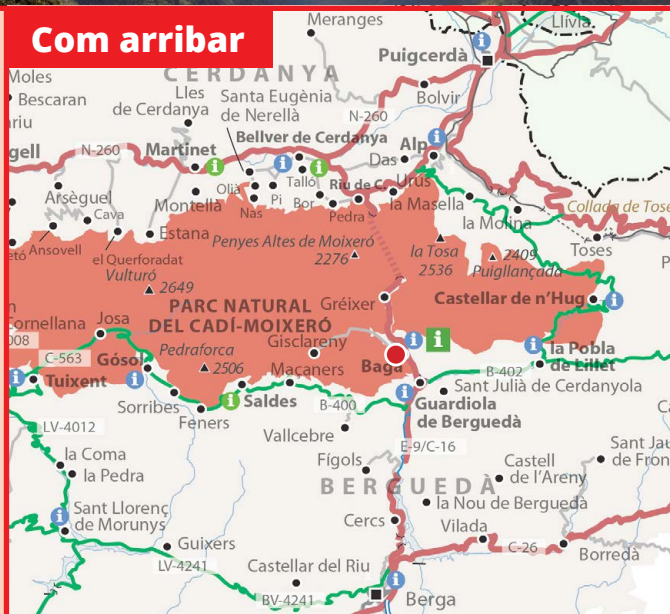 Com arribar
Meranges
Llívia
Puigcerdà
CERDANYA
Moles
Bescaran
Lles
de Cerdanya
Santa Eugènia
de Nerellà
Bolvir
N-260
Bellver de Cerdanya
Alp
N-260
Martinet
Das
Urús
Talló
Riu de C.
Olià
Pi
Bor
Nas
Pedra
la Masella
la Molina
Collada de Tose
Arsèguel
Cava
Montellà
Estana
Ansovell
el Querforadat
Toses
Penyes Altes de Moixeró
2276
la Tosa
2536
2409
Puigllançada
Vulturó
2649
PARC NATURAL
DEL CADÍ-MOIXERÓ
Gréixer
Castellar de n'Hug
Josa
Gisclareny
C-563
Gósol
Pedraforca
2506
Maçaners
Bagà
la Pobla
de Lillet
B-402
Tuixent
Saldes
Sant Julià de Cerdanyola
Sorribes
Feners
B-400
Guardiola
de Berguedà
Vallcebre
LV-4012
E-9/C-16
la Coma
la Pedra
Fígols
Castell
de l'Areny
BERGUEDÀ
la Nou de Berguedà
Sant Llorenç
de Morunys
Cercs
Vilada
Guixers
C-26
Borredà
LV-4241
Castellar del Riu
BV-4241
Berga